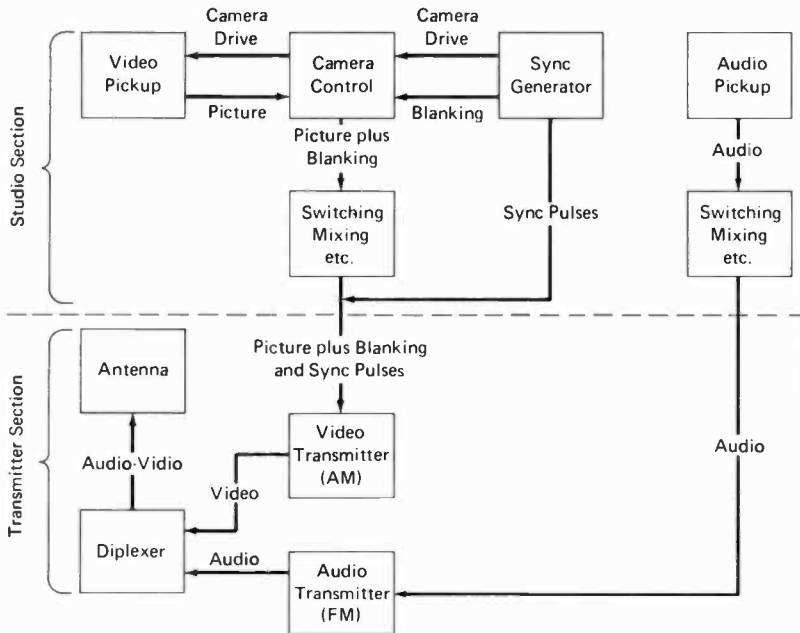 Camera
Drive
Camera
Drive
Video
Pickup
Camera
Control
Sync
Generator
Audio
Pickup
Picture
Blanking
Picture plus
Blanking
Audio
Studio Section
Switching
Mixing
etc.
Sync Pulses
Switching
Mixing
etc.
Picture plus Blanking
and Sync Pulses
Antenna
Transmitter Section
Video
Transmitter
(AM)
Audio
Audio-Vidio
Video
Diplexer
Audio
Audio
Transmitter
(FM)